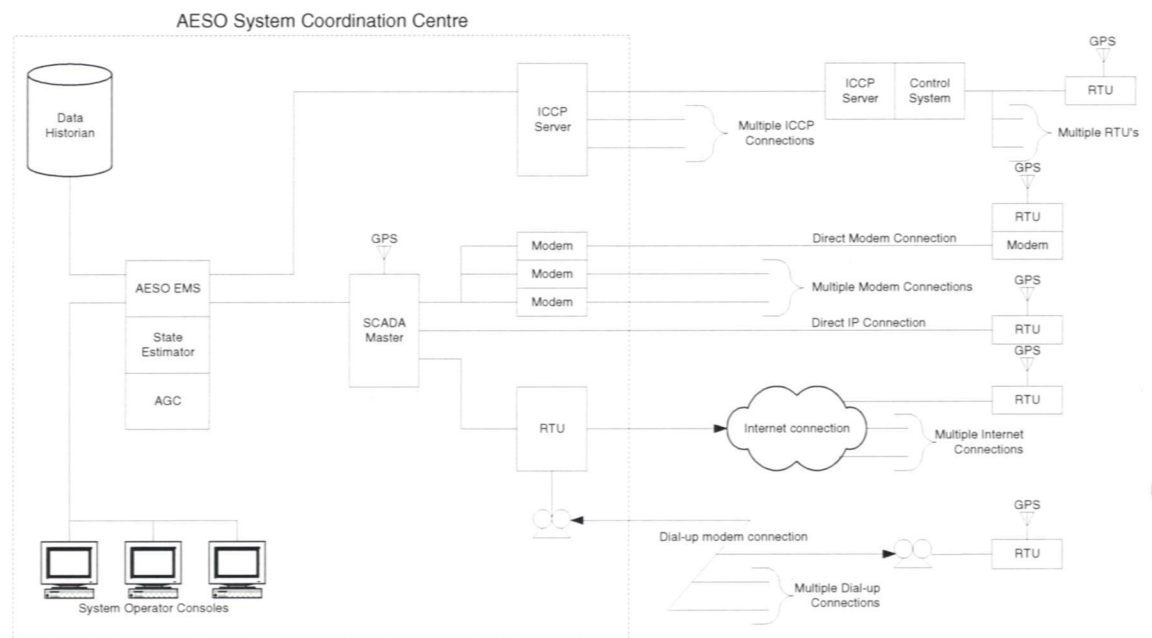 AESO System Coordination Centre
GPS
Data
Historian
ICCP
Server
ICCP
Server
Control
System
RTU
Multiple ICCP
Connections
Multiple RTU's
GPS
RTU
Modem
GPS
Modem
Direct Modem Connection
Modem
Modem
Multiple Modem Connections
GPS
AESO EMS
SCADA
Master
Direct IP Connection
RTU
State
Estimator
GPS
AGC
RTU
RTU
Internet connection
Multiple Internet
Connections
GPS
Dial-up modem connection
RTU
Multiple Dial-up
Connections
System Operator Consoles